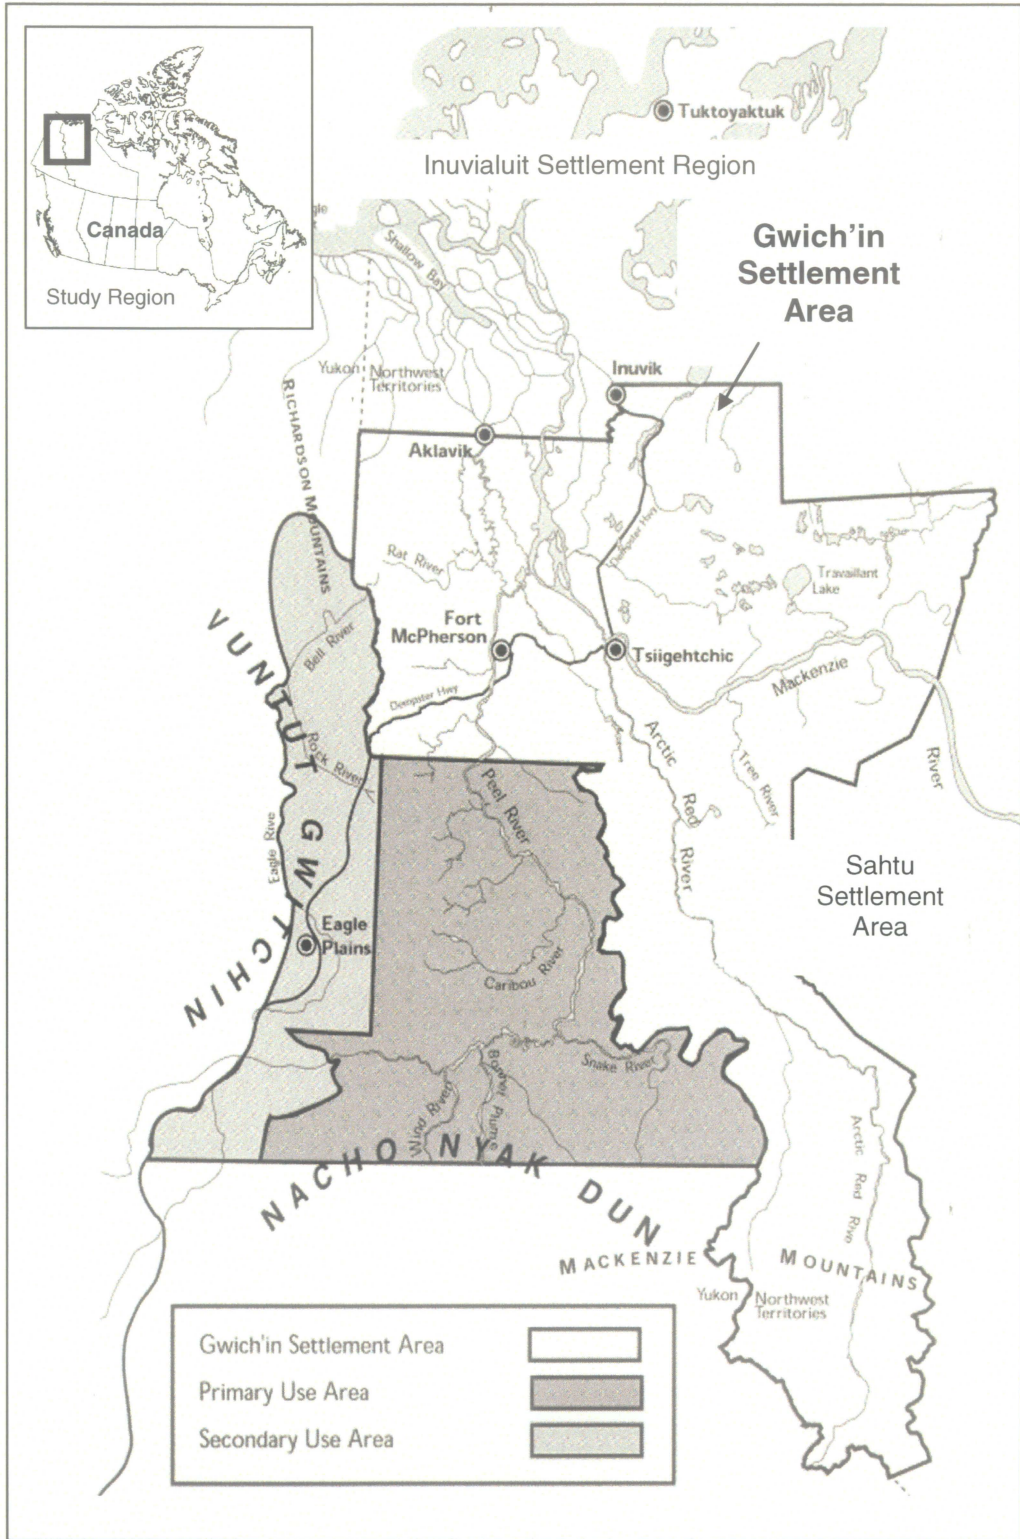 Canada
Study Region
Tuktoyaktuk
Inuvialuit Settlement Region
Gwich'in
Settlement
Area
Shallow Bay
Yukon
Northwest
Territories
Inuvik
RICHARDSON MOUNTAINS
Aklavik
Rat River
Dempster Hwy
Travaillant
Lake
Fort
McPherson
Tsiigehtchic
Mackenzie
River
Bell River
Dempster Hwy
VUNTUT GWITCHIN
Rock River
Peel River
Arctic Red River
Tree River
Eagle Rive
Sahtu
Settlement
Area
Eagle
Plains
Caribou River
Snake River
Wind River
Bonnet Plume
NACHO NYAK DUN
Arctic Red Rive
MACKENZIE MOUNTAINS
Yukon
Northwest
Territories
Gwich'in Settlement Area
Primary Use Area
Secondary Use Area